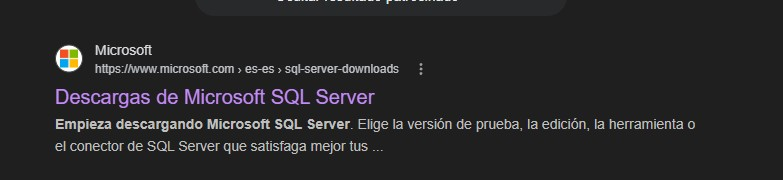 Microsoft
https://www.microsoft.com › es-es › sql-server-downloads
Descargas de Microsoft SQL Server
Empieza descargando Microsoft SQL Server. Elige la versión de prueba, la edición, la herramienta o
el conector de SQL Server que satisfaga mejor tus ...